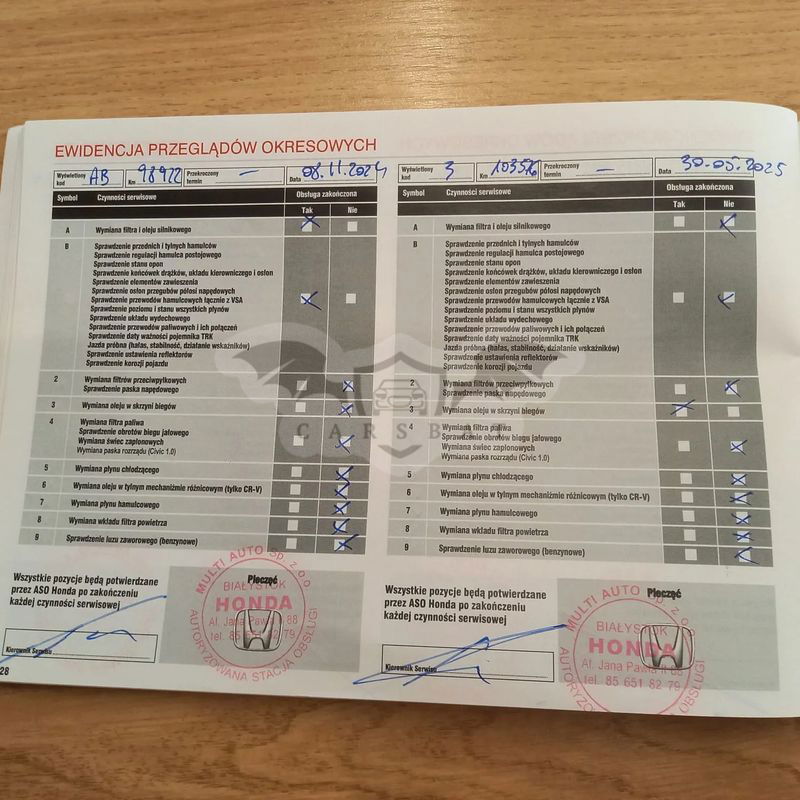 EWIDENCJA PRZEGLĄDÓW OKRESOWYCH
Wyświetlony kod AB Km 98922 Przekroczony termin — Data 08.11.2024
Symbol Czynności serwisowe Obsługa zakończona
Tak Nie
A Wymiana filtra i oleju silnikowego
B Sprawdzenie przednich i tylnych hamulców
Sprawdzenie regulacji hamulca postojowego
Sprawdzenie stanu opon
Sprawdzenie końcówek drążków, układu kierowniczego i osłon
Sprawdzenie elementów zawieszenia
Sprawdzenie osłon przegubów półosi napędowych
Sprawdzenie przewodów hamulcowych łącznie z VSA
Sprawdzenie poziomu i stanu wszystkich płynów
Sprawdzenie układu wydechowego
Sprawdzenie przewodów paliwowych i ich połączeń
Sprawdzenie daty ważności pojemnika TRK
Jazda próbna (hałas, stabilność, działanie wskaźników)
Sprawdzenie ustawienia reflektorów
Sprawdzenie korozji pojazdu
2 Wymiana filtrów przeciwpyłkowych
Sprawdzenie paska napędowego
3 Wymiana oleju w skrzyni biegów
4 Wymiana filtra paliwa
Sprawdzenie obrotów biegu jałowego
Wymiana świec zapłonowych
Wymiana paska rozrządu (Civic 1.0)
5 Wymiana płynu chłodzącego
6 Wymiana oleju w tylnym mechanizmie różnicowym (tylko CR-V)
7 Wymiana płynu hamulcowego
8 Wymiana wkładu filtra powietrza
9 Sprawdzenie luzu zaworowego (benzynowe)
Wszystkie pozycje będą potwierdzane
przez ASO Honda po zakończeniu
każdej czynności serwisowej
Kierownik Serwisu
Pieczęć
MULTI AUTO Sp. z o.o
BIAŁYSTOK
HONDA
Al. Jana Pawła II 88
tel. 85 651 82 79
AUTORYZOWANA STACJA OBSŁUGI
28
Wyświetlony kod 3 Km 103576 Przekroczony termin — Data 30.05.2025
Symbol Czynności serwisowe Obsługa zakończona
Tak Nie
A Wymiana filtra i oleju silnikowego
B Sprawdzenie przednich i tylnych hamulców
Sprawdzenie regulacji hamulca postojowego
Sprawdzenie stanu opon
Sprawdzenie końcówek drążków, układu kierowniczego i osłon
Sprawdzenie elementów zawieszenia
Sprawdzenie osłon przegubów półosi napędowych
Sprawdzenie przewodów hamulcowych łącznie z VSA
Sprawdzenie poziomu i stanu wszystkich płynów
Sprawdzenie układu wydechowego
Sprawdzenie przewodów paliwowych i ich połączeń
Sprawdzenie daty ważności pojemnika TRK
Jazda próbna (hałas, stabilność, działanie wskaźników)
Sprawdzenie ustawienia reflektorów
Sprawdzenie korozji pojazdu
2 Wymiana filtrów przeciwpyłkowych
Sprawdzenie paska napędowego
3 Wymiana oleju w skrzyni biegów
4 Wymiana filtra paliwa
Sprawdzenie obrotów biegu jałowego
Wymiana świec zapłonowych
Wymiana paska rozrządu (Civic 1.0)
5 Wymiana płynu chłodzącego
6 Wymiana oleju w tylnym mechanizmie różnicowym (tylko CR-V)
7 Wymiana płynu hamulcowego
8 Wymiana wkładu filtra powietrza
9 Sprawdzenie luzu zaworowego (benzynowe)
Wszystkie pozycje będą potwierdzane
przez ASO Honda po zakończeniu
każdej czynności serwisowej
Kierownik Serwisu
Pieczęć
MULTI AUTO Sp. z o.o
BIAŁYSTOK
HONDA
Al. Jana Pawła II 88
tel. 85 651 82 79